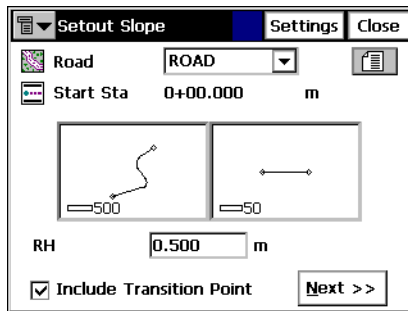 Setout Slope Settings Close
Road ROAD
Start Sta 0+00.000 m
500 50
RH 0.500 m
Include Transition Point Next >>